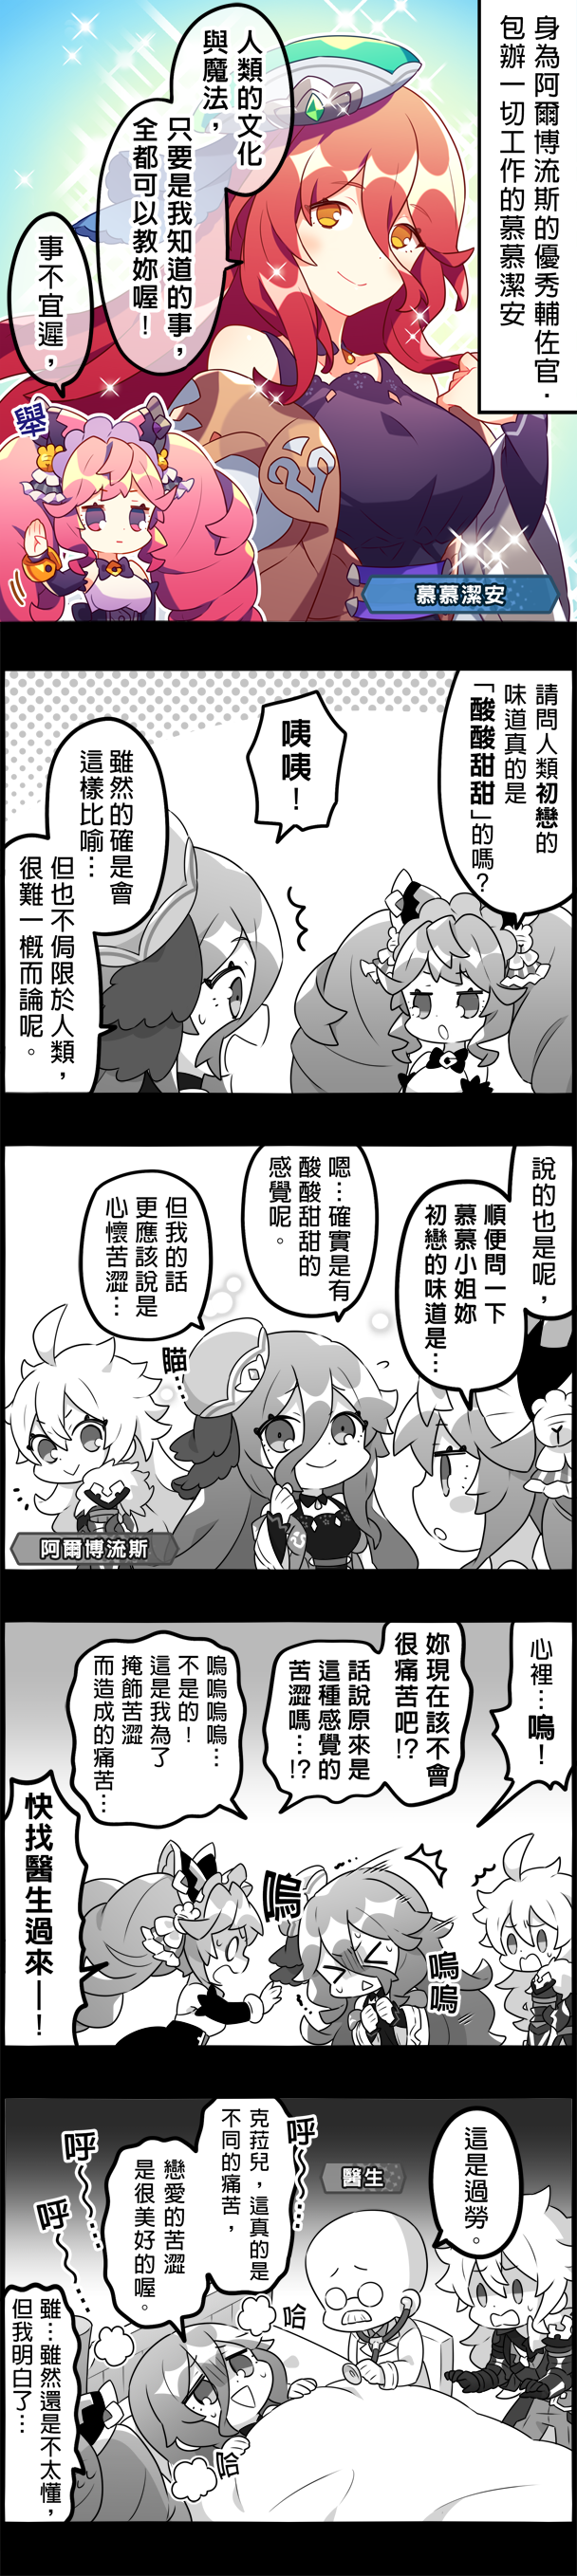 身為阿爾博流斯的優秀輔佐官．
包辦一切工作的慕慕潔安
人類的文化
與魔法，
只要是我知道的事，
全都可以教妳喔！
事不宜遲，
舉
慕慕潔安
請問人類初戀的
味道真的是
「酸酸甜甜」的嗎？
咦咦！
雖然的確是會
這樣比喻…
但也不侷限於人類，
很難一概而論呢。
說的也是呢，
順便問一下
慕慕小姐妳
初戀的味道是…
嗯…確實是有
酸酸甜甜的
感覺呢。
但我的話
更應該說是
心懷苦澀…
瞄…
阿爾博流斯
心裡…嗚！
妳現在該不會
很痛苦吧!?
話說原來是
這種感覺的
苦澀嗎…!?
嗚嗚嗚嗚…
不是的！
這是我為了
掩飾苦澀
而造成的痛苦…
快找醫生過來—！
嗚
嗚嗚
這是過勞。
醫生
呼～…
克菈兒，這真的是
不同的痛苦，
戀愛的苦澀
是很美好的喔。
呼～…
呼～…
哈
哈
雖…雖然還是不太懂，
但我明白了…